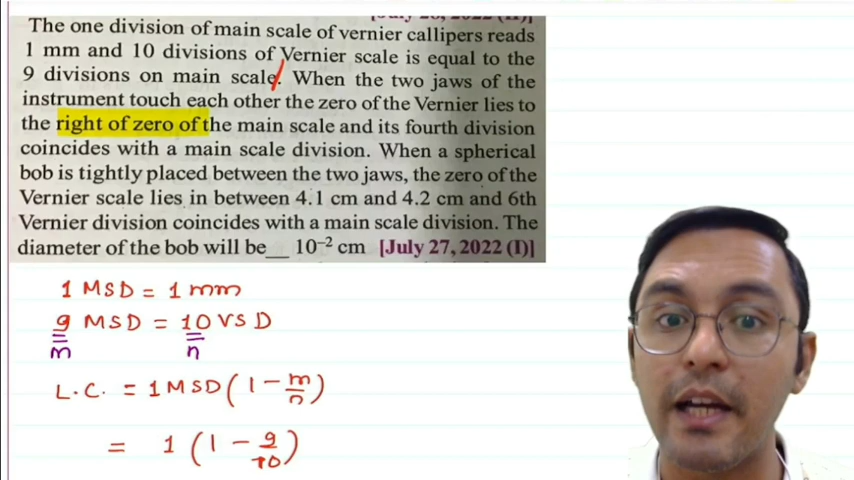 [July 28, 2022 (II)]
The one division of main scale of vernier callipers reads
1 mm and 10 divisions of Vernier scale is equal to the
9 divisions on main scale. When the two jaws of the
instrument touch each other the zero of the Vernier lies to
the right of zero of the main scale and its fourth division
coincides with a main scale division. When a spherical
bob is tightly placed between the two jaws, the zero of the
Vernier scale lies in between 4.1 cm and 4.2 cm and 6th
Vernier division coincides with a main scale division. The
diameter of the bob will be__ 10⁻² cm [July 27, 2022 (I)]
1 MSD = 1 mm
9 MSD = 10 VSD
m n
L.C. = 1 MSD (1 - m/n)
= 1 (1 - 9/10)